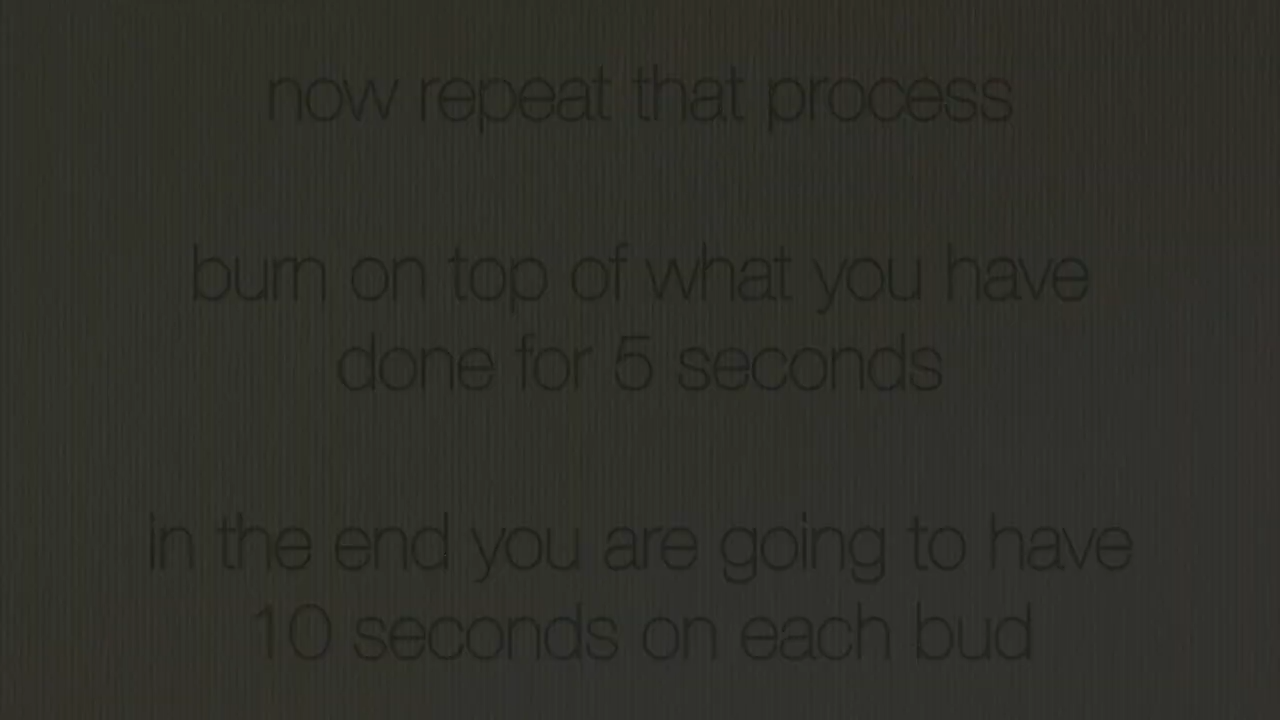 now repeat that process
burn on top of what you have
done for 5 seconds
in the end you are going to have
10 seconds on each bud